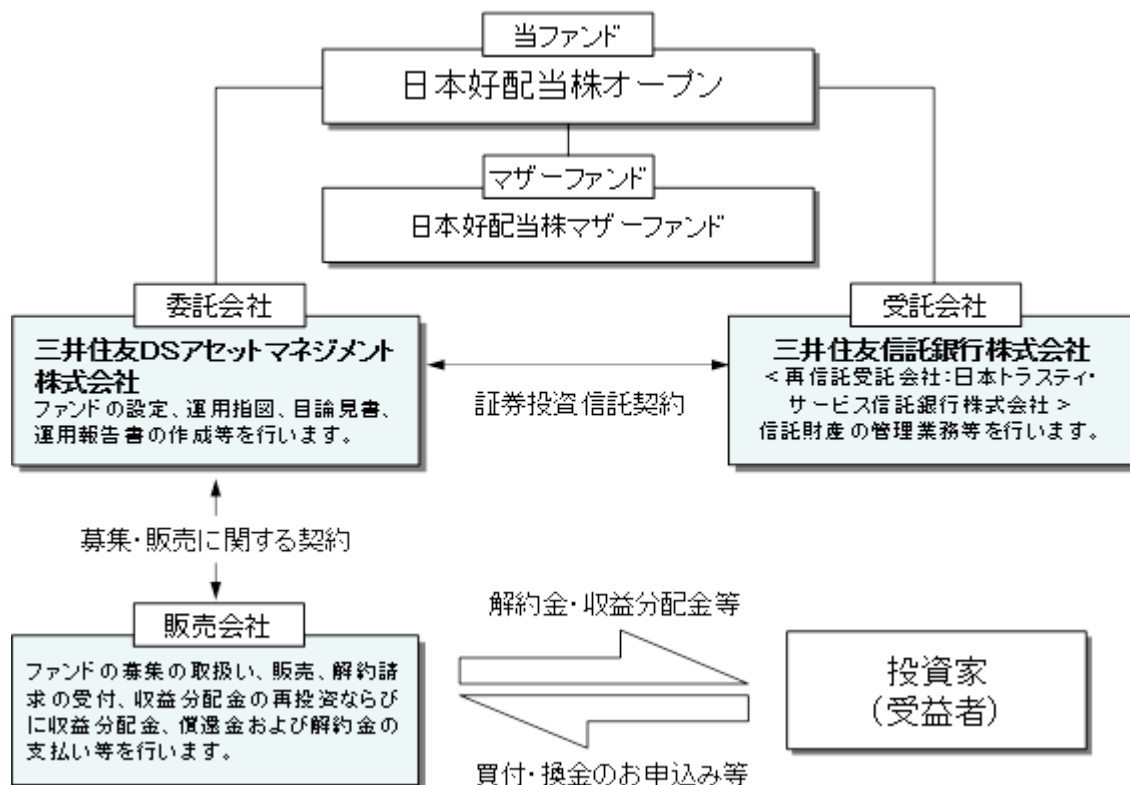 当ファンド
日本好配当株オープン
マザーファンド
日本好配当株マザーファンド
委託会社
三井住友DSアセットマネジメント
株式会社
ファンドの設定、運用指図、目論見書、
運用報告書の作成等を行います。
証券投資信託契約
受託会社
三井住友信託銀行株式会社
<再信託受託会社:日本トラスティ・
サービス信託銀行株式会社>
信託財産の管理業務等を行います。
募集・販売に関する契約
販売会社
ファンドの募集の取扱い、販売、解約請
求の受付、収益分配金の再投資ならび
に収益分配金、償還金および解約金の
支払い等を行います。
解約金・収益分配金等
買付・換金のお申込み等
投資家
(受益者)